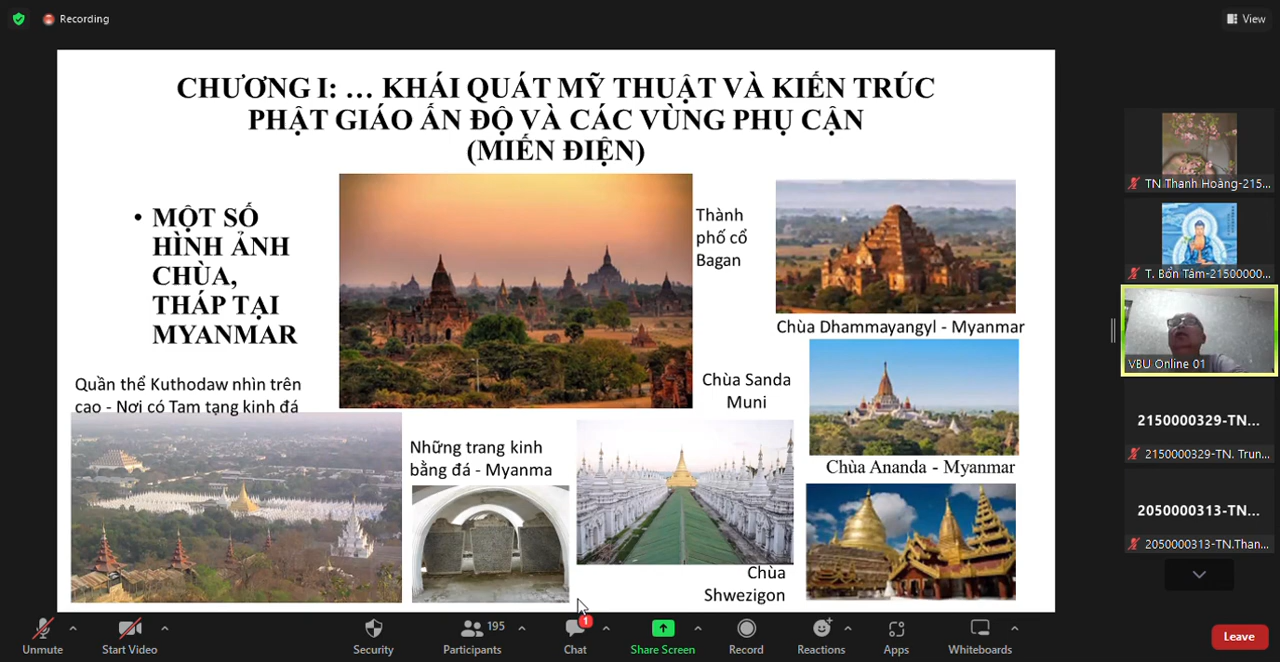 Recording
View
CHƯƠNG I: … KHÁI QUÁT MỸ THUẬT VÀ KIẾN TRÚC
PHẬT GIÁO ẤN ĐỘ VÀ CÁC VÙNG PHỤ CẬN
(MIẾN ĐIỆN)
• MỘT SỐ
HÌNH ẢNH
CHÙA,
THÁP TẠI
MYANMAR
Thành
phố cổ
Bagan
Chùa Dhammayangyl - Myanmar
Quần thể Kuthodaw nhìn trên
cao - Nơi có Tam tạng kinh đá
Chùa Sanda
Muni
Những trang kinh
bằng đá - Myanma
Chùa Ananda - Myanmar
Chùa
Shwezigon
TN Thanh Hoàng-215...
T. Bổn Tâm-21500000...
VBU Online 01
2150000329-TN...
2150000329-TN. Trun...
2050000313-TN...
2050000313-TN.Than...
Unmute
Start Video
Security
195
Participants
1
Chat
Share Screen
Record
Reactions
Apps
Whiteboards
Leave